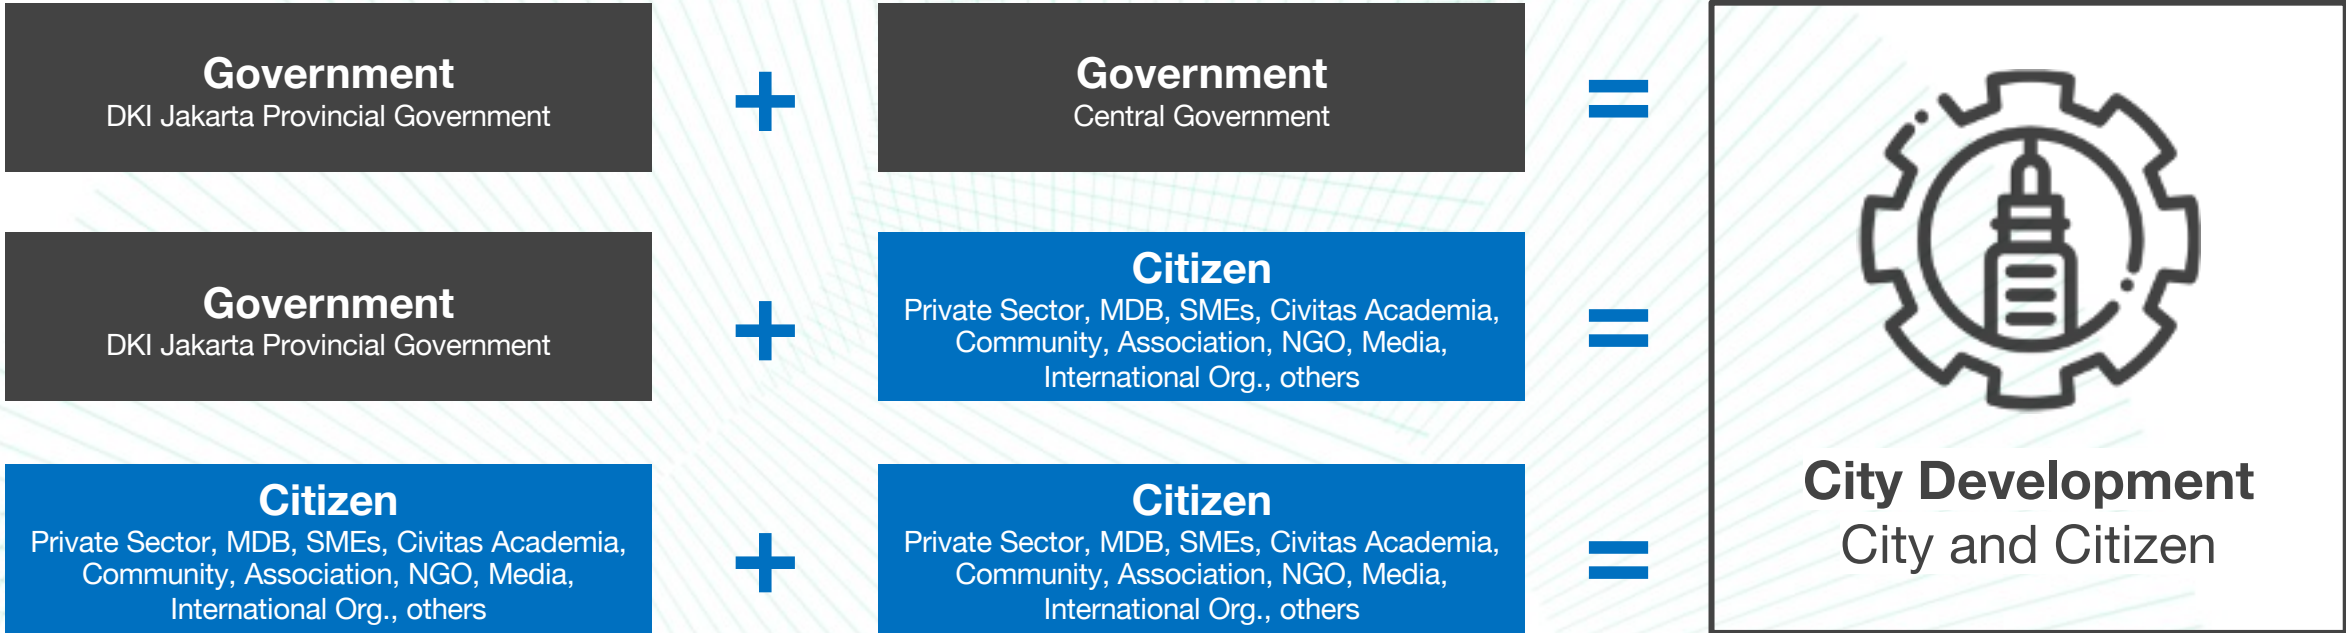 Government
DKI Jakarta Provincial Government
+
Government
Central Government
=
Government
DKI Jakarta Provincial Government
+
Citizen
Private Sector, MDB, SMEs, Civitas Academia,
Community, Association, NGO, Media,
International Org., others
=
Citizen
Private Sector, MDB, SMEs, Civitas Academia,
Community, Association, NGO, Media,
International Org., others
+
Citizen
Private Sector, MDB, SMEs, Civitas Academia,
Community, Association, NGO, Media,
International Org., others
=
City Development
City and Citizen